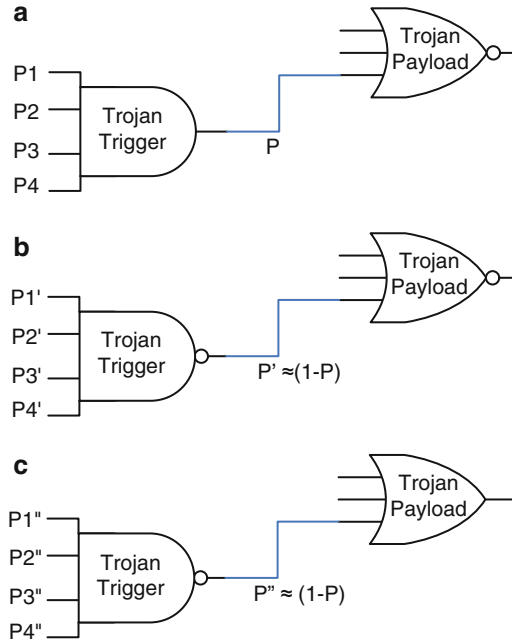 a
Trojan
Payload
P1
P2
P3
P4
Trojan
Trigger
P
b
Trojan
Payload
P1'
P2'
P3'
P4'
Trojan
Trigger
P' ≈(1-P)
c
Trojan
Payload
P1"
P2"
P3"
P4"
Trojan
Trigger
P" ≈ (1-P)